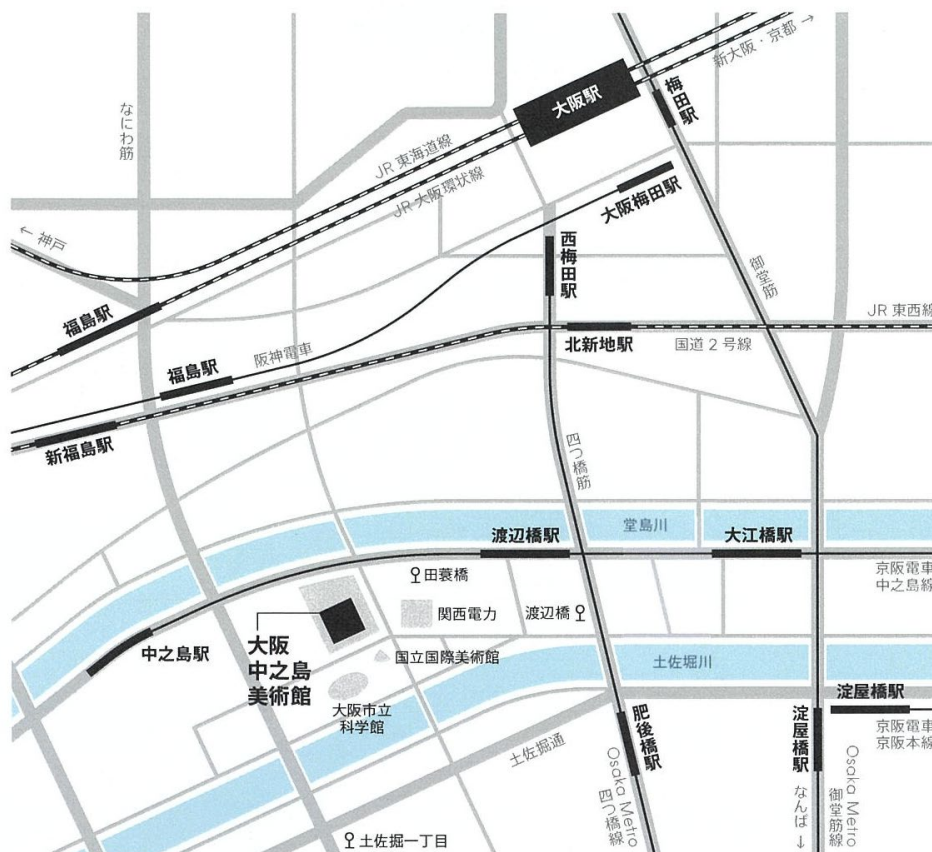 新大阪・京都 →
大阪駅
梅田駅
なにわ筋
JR 東海道線
JR 大阪環状線
大阪梅田駅
← 神戸
西梅田駅
御堂筋
福島駅
JR 東西線
北新地駅
国道 2 号線
阪神電車
福島駅
新福島駅
四つ橋筋
堂島川
渡辺橋駅
大江橋駅
京阪電車
中之島線
田蓑橋
関西電力
渡辺橋
中之島駅
大阪
中之島
美術館
国立国際美術館
土佐堀川
大阪市立
科学館
淀屋橋駅
京阪電車
京阪本線
肥後橋駅
淀屋橋駅
土佐堀通
Osaka Metro
四つ橋線
なんば →
御堂筋線
Osaka Metro
土佐堀一丁目